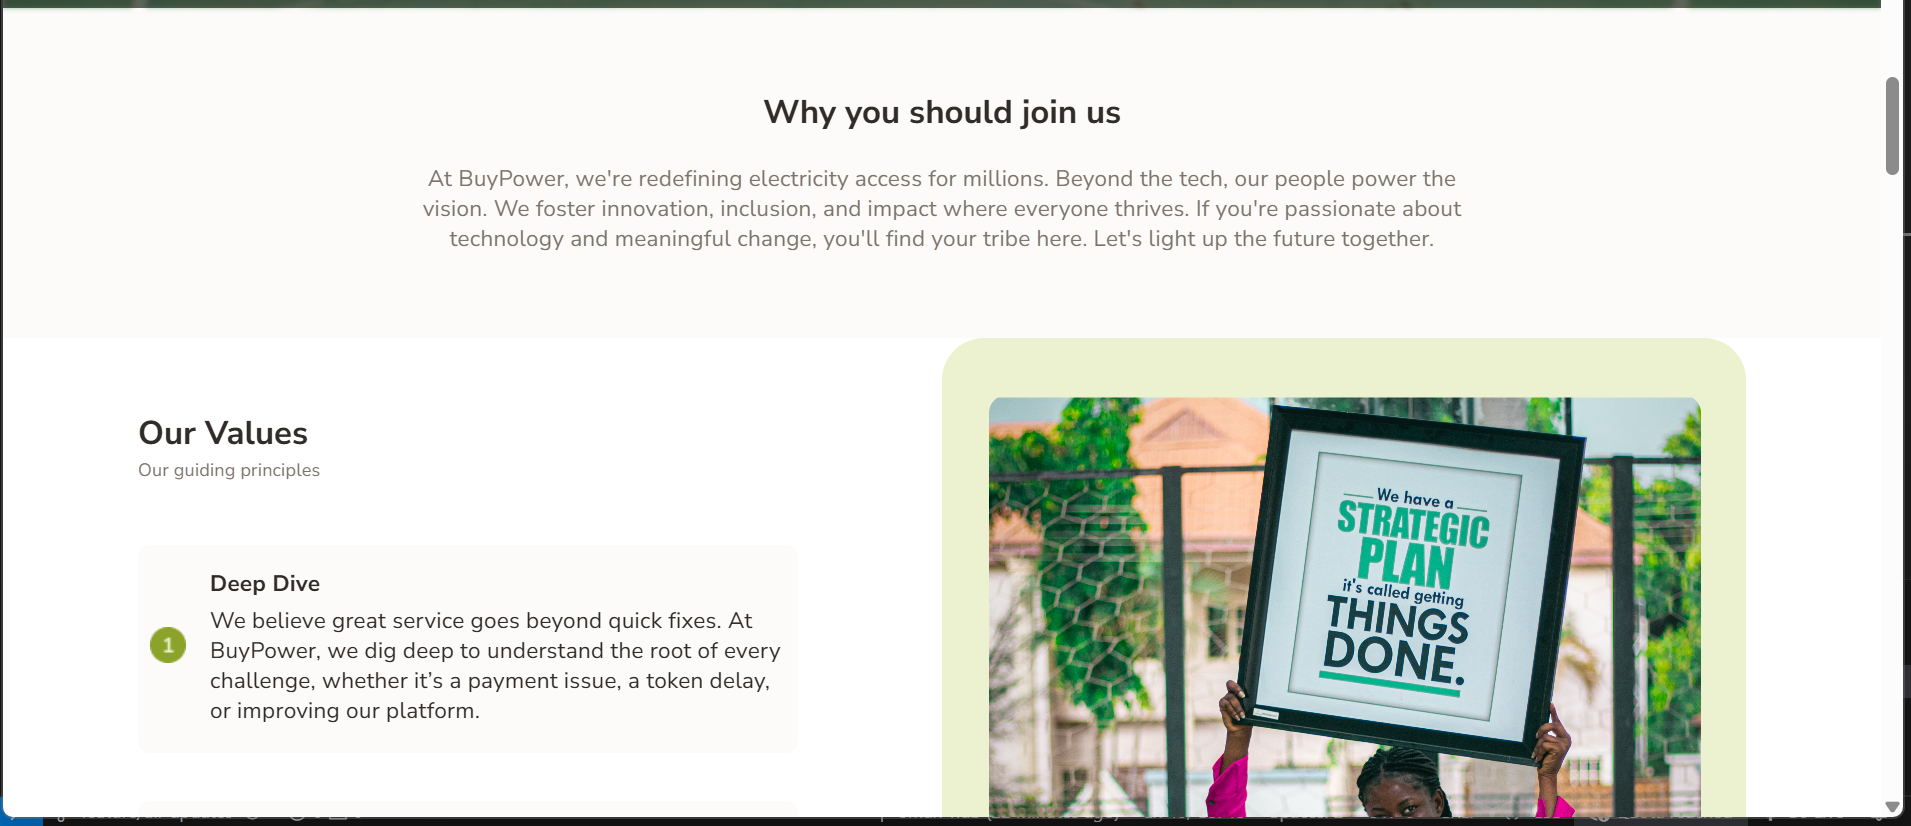 Why you should join us
At BuyPower, we're redefining electricity access for millions. Beyond the tech, our people power the
vision. We foster innovation, inclusion, and impact where everyone thrives. If you're passionate about
technology and meaningful change, you'll find your tribe here. Let's light up the future together.
Our Values
Our guiding principles
1
Deep Dive
We believe great service goes beyond quick fixes. At
BuyPower, we dig deep to understand the root of every
challenge, whether it’s a payment issue, a token delay,
or improving our platform.
We have a
STRATEGIC
PLAN
it's called getting
THINGS
DONE.